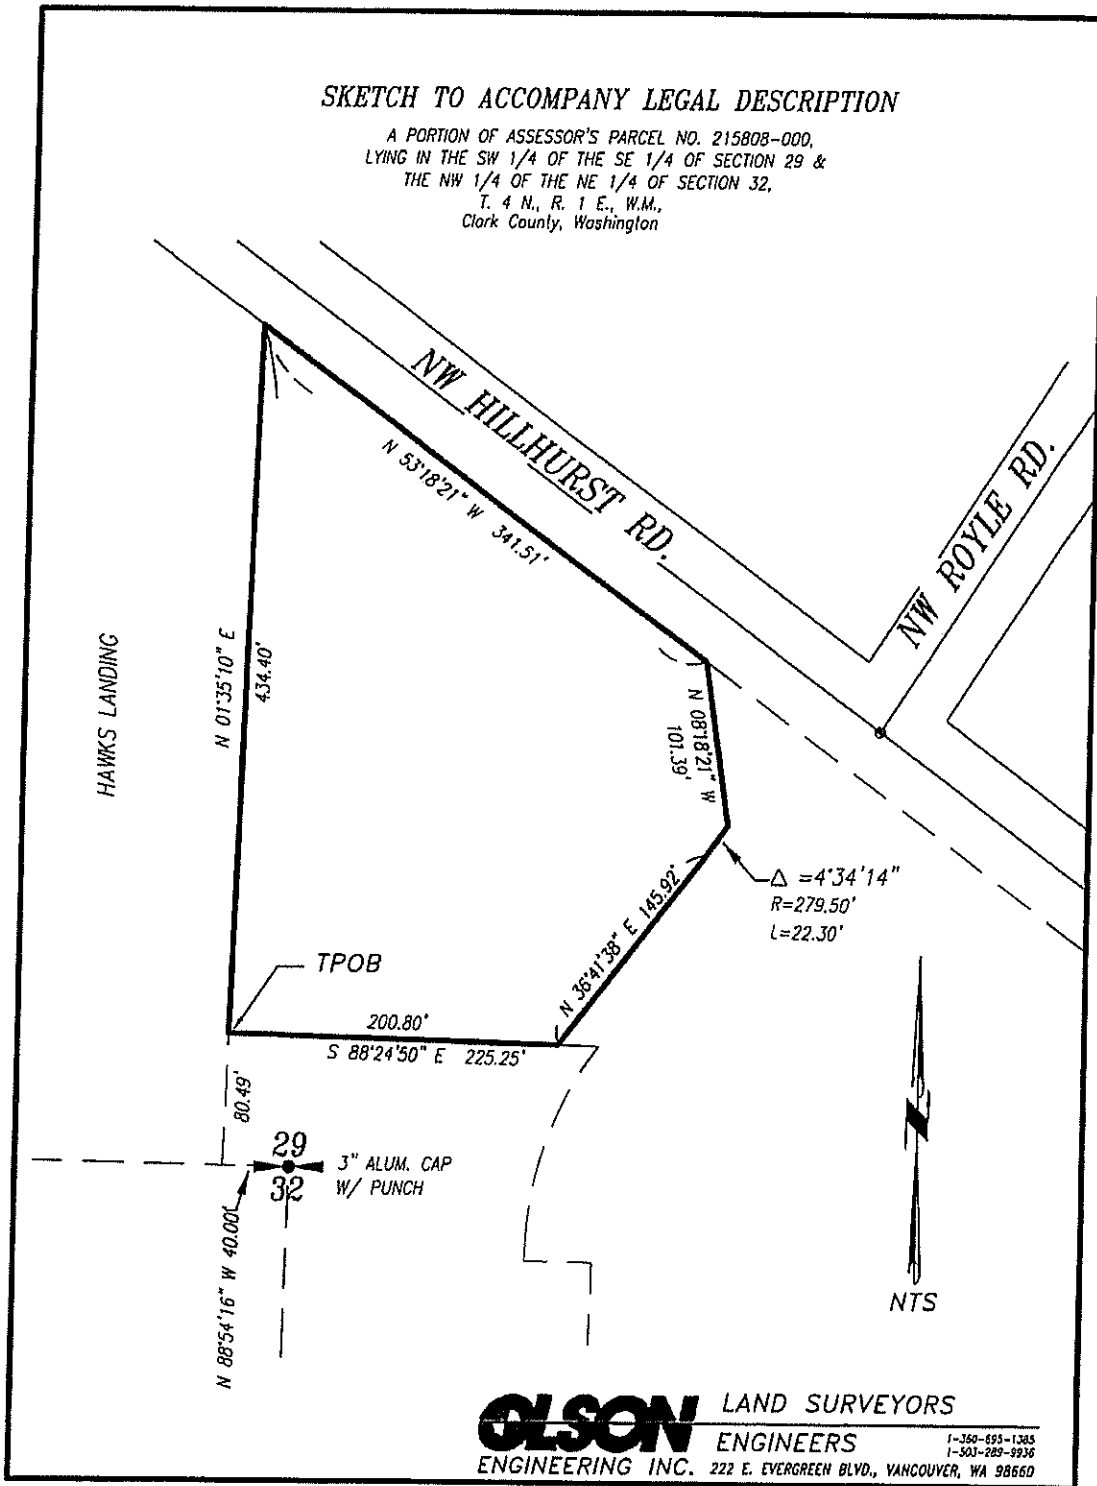 SKETCH TO ACCOMPANY LEGAL DESCRIPTION
A PORTION OF ASSESSOR'S PARCEL NO. 215808-000,
LYING IN THE SW 1/4 OF THE SE 1/4 OF SECTION 29 &
THE NW 1/4 OF THE NE 1/4 OF SECTION 32,
T. 4 N., R. 1 E., W.M.,
Clark County, Washington
NW HILLHURST RD.
NW ROYLE RD.
N 53°18'21" W 341.51'
HAWKS LANDING
N 01°35'10" E
434.40'
N 08°18'21" W
101.39'
Δ =4°34'14"
R=279.50'
L=22.30'
N 36°41'38" E 145.92'
TPOB
200.80'
S 88°24'50" E 225.25'
80.49'
29
32
3" ALUM. CAP
W/ PUNCH
N 88°54'16" W 40.00'
NTS
OLSON
ENGINEERING INC.
LAND SURVEYORS
ENGINEERS
1-360-695-1385
1-503-289-9936
222 E. EVERGREEN BLVD., VANCOUVER, WA 98660